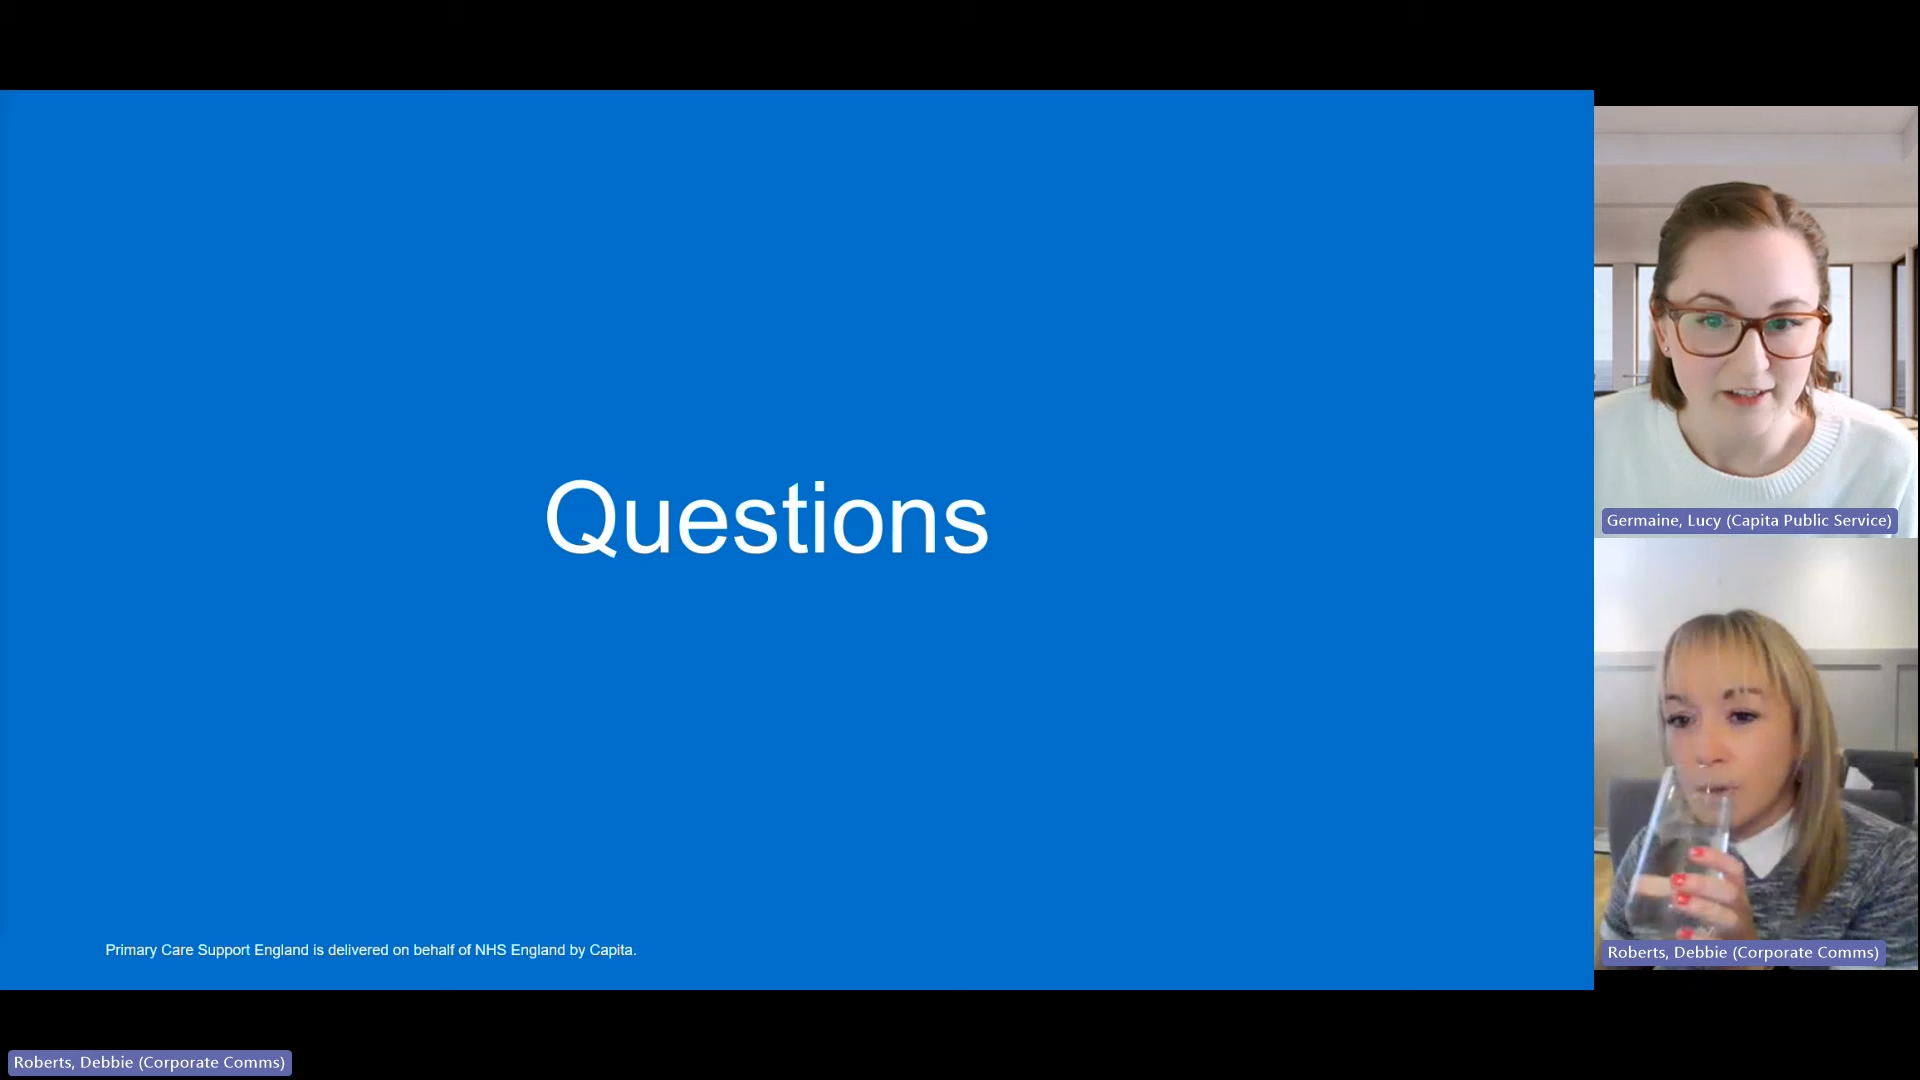 Questions
Primary Care Support England is delivered on behalf of NHS England by Capita.
Germaine, Lucy (Capita Public Service)
Roberts, Debbie (Corporate Comms)
Roberts, Debbie (Corporate Comms)